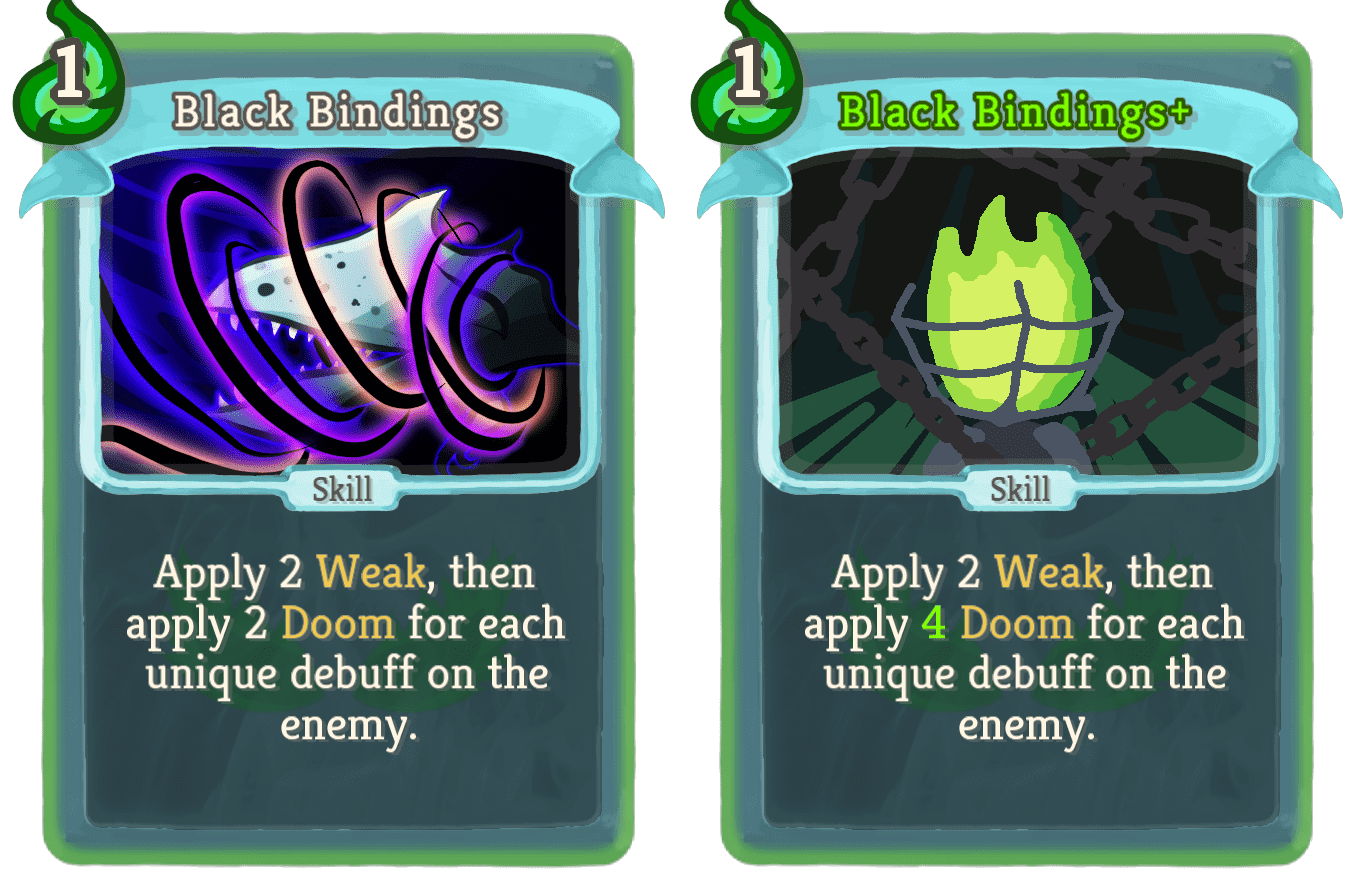 1
Black Bindings
Skill
Apply 2 Weak, then
apply 2 Doom for each
unique debuff on the
enemy.
1
Black Bindings+
Skill
Apply 2 Weak, then
apply 4 Doom for each
unique debuff on the
enemy.